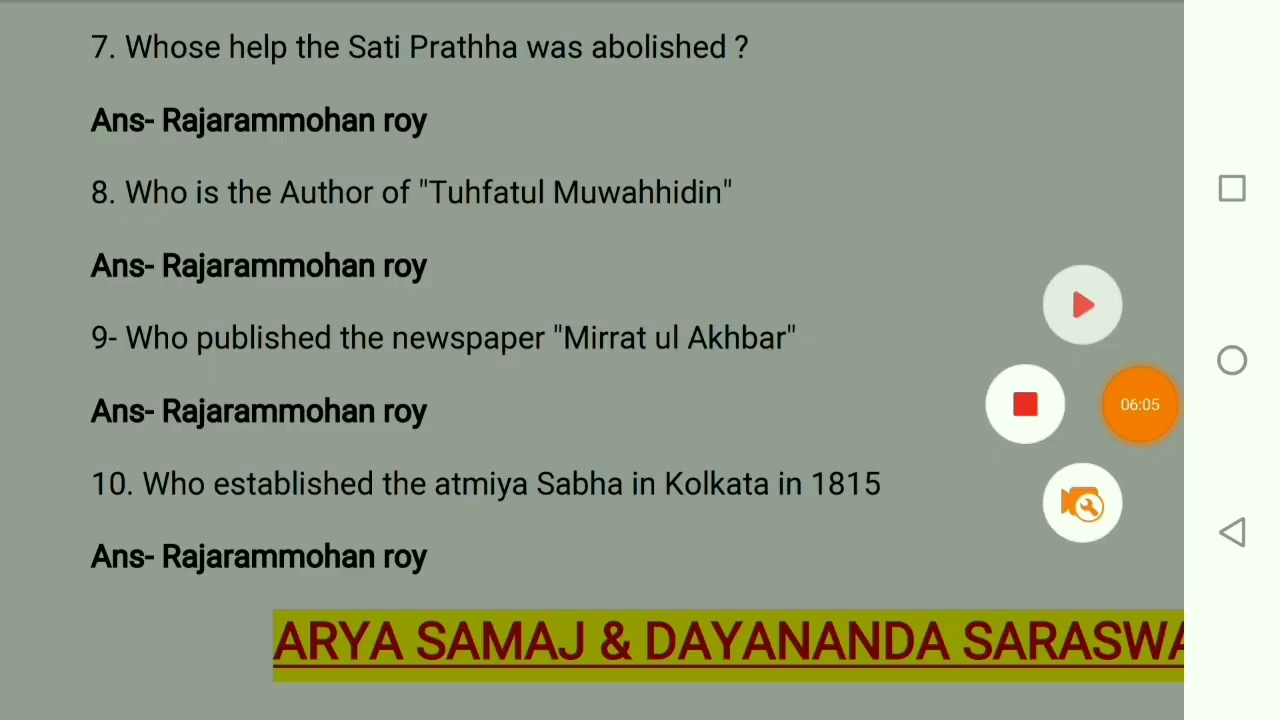 7. Whose help the Sati Prathha was abolished ?
Ans- Rajarammohan roy
8. Who is the Author of "Tuhfatul Muwahhidin"
Ans- Rajarammohan roy
9- Who published the newspaper "Mirrat ul Akhbar"
Ans- Rajarammohan roy
06:05
10. Who established the atmiya Sabha in Kolkata in 1815
Ans- Rajarammohan roy
ARYA SAMAJ & DAYANANDA SARASWA